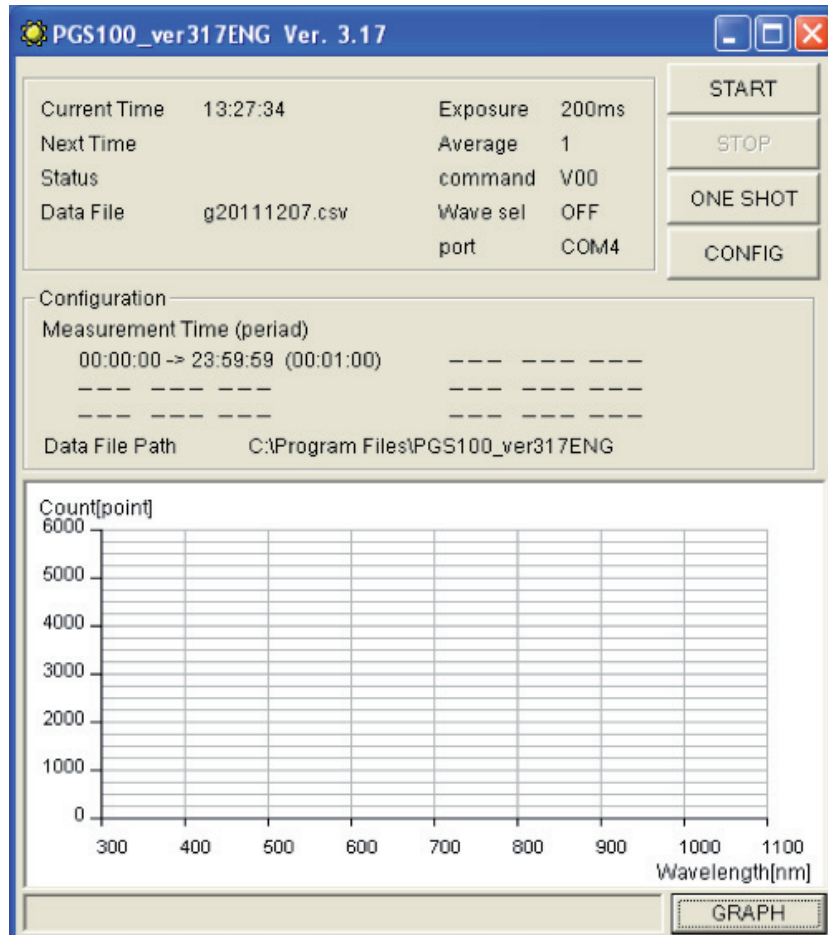 PGS100_ver317ENG Ver. 3.17
Current Time 13:27:34 Exposure 200ms
Next Time Average 1
Status command V00
Data File g20111207.csv Wave sel OFF
port COM4
START
STOP
ONE SHOT
CONFIG
Configuration
Measurement Time (periad)
00:00:00 -> 23:59:59 (00:01:00) --- --- ---
--- --- --- --- --- ---
--- --- --- --- --- ---
Data File Path C:\Program Files\PGS100_ver317ENG
Count[point]
6000
5000
4000
3000
2000
1000
0
300 400 500 600 700 800 900 1000 1100
Wavelength[nm]
GRAPH